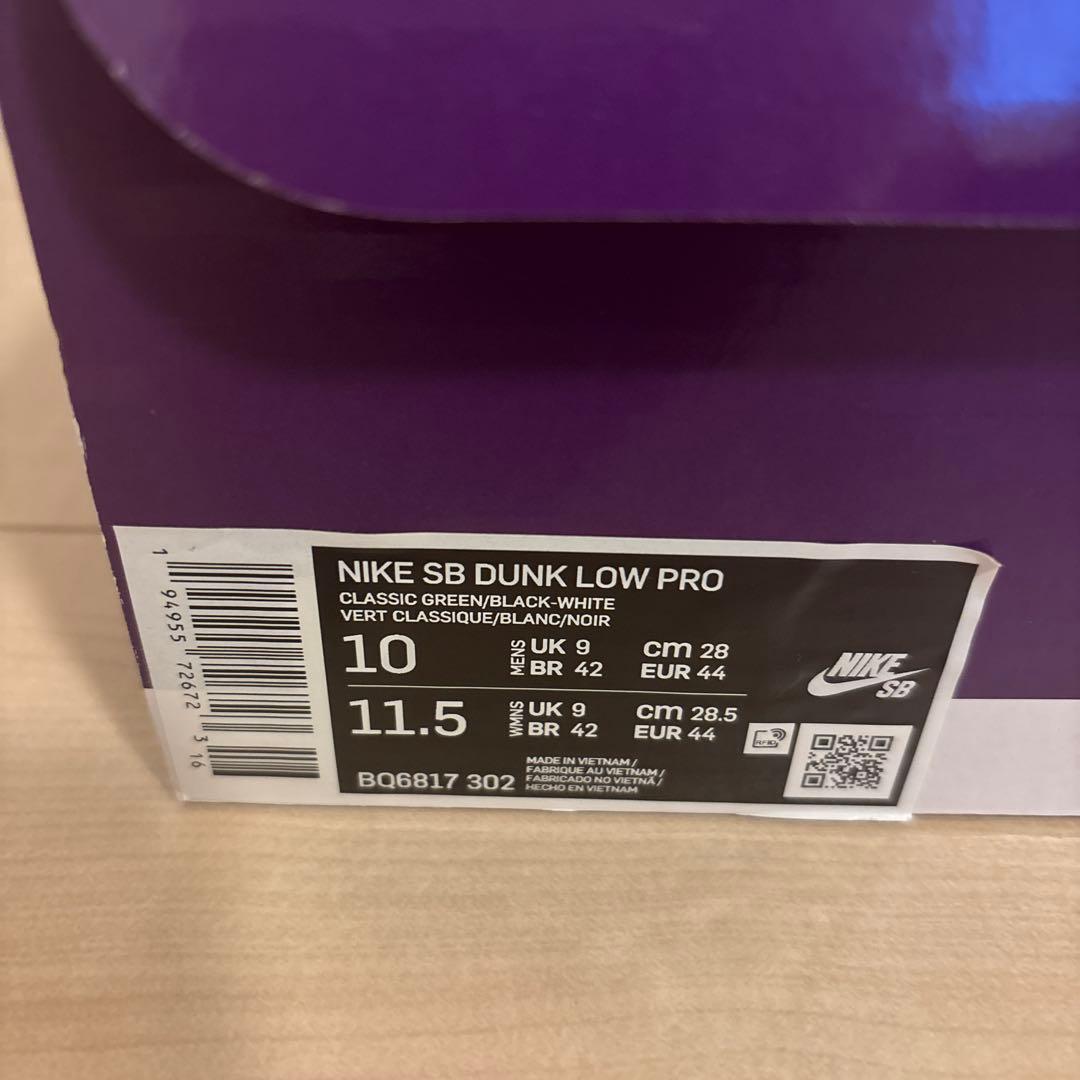 NIKE SB DUNK LOW PRO
CLASSIC GREEN/BLACK-WHITE
VERT CLASSIQUE/BLANC/NOIR
10 MENS UK 9 cm 28
BR 42 EUR 44
11.5 WMNS UK 9 cm 28.5
BR 42 EUR 44
BQ6817 302
MADE IN VIETNAM /
FABRIQUE AU VIETNAM /
FABRICADO NO VIETNÃ /
HECHO EN VIETNAM
NIKE
SB
RFID
1 94955 72672 3 16